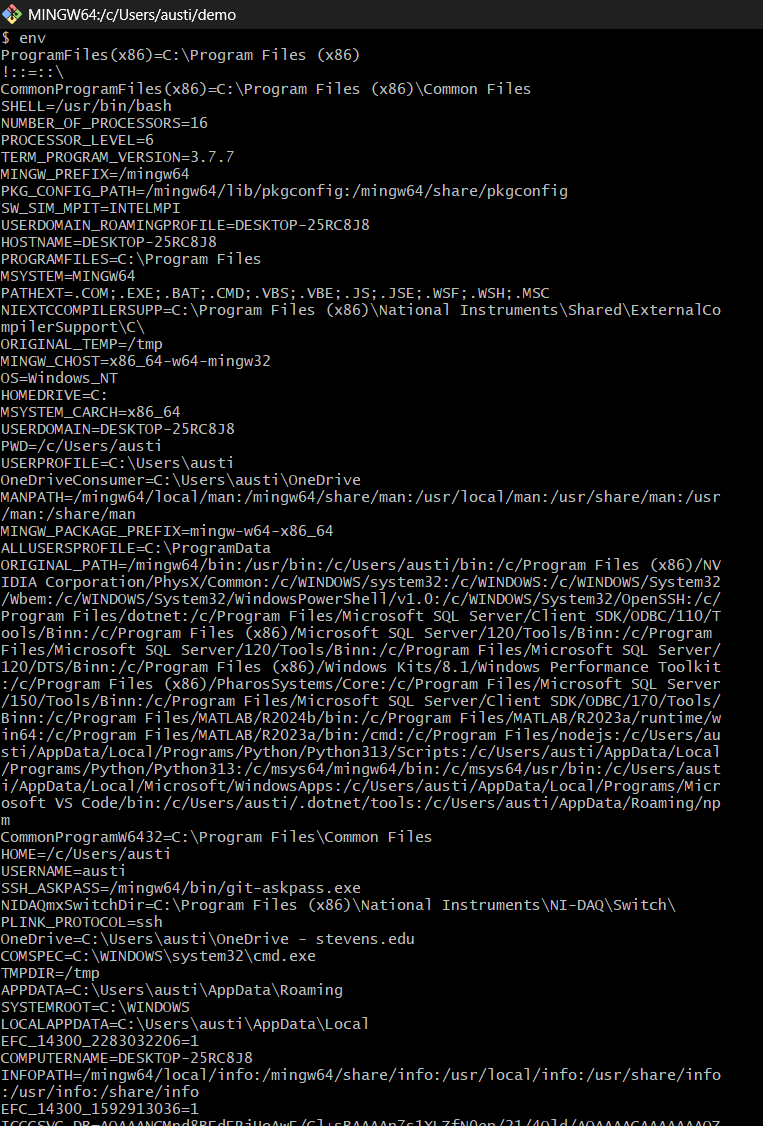 MINGW64:/c/Users/austi/demo
$ env
ProgramFiles(x86)=C:\Program Files (x86)
!::=::\
CommonProgramFiles(x86)=C:\Program Files (x86)\Common Files
SHELL=/usr/bin/bash
NUMBER_OF_PROCESSORS=16
PROCESSOR_LEVEL=6
TERM_PROGRAM_VERSION=3.7.7
MINGW_PREFIX=/mingw64
PKG_CONFIG_PATH=/mingw64/lib/pkgconfig:/mingw64/share/pkgconfig
SW_SIM_MPIT=INTELMPI
USERDOMAIN_ROAMINGPROFILE=DESKTOP-25RC8J8
HOSTNAME=DESKTOP-25RC8J8
PROGRAMFILES=C:\Program Files
MSYSTEM=MINGW64
PATHEXT=.COM;.EXE;.BAT;.CMD;.VBS;.VBE;.JS;.JSE;.WSF;.WSH;.MSC
NIEXTCCOMPILERSUPP=C:\Program Files (x86)\National Instruments\Shared\ExternalCo
mpilerSupport\C\
ORIGINAL_TEMP=/tmp
MINGW_CHOST=x86_64-w64-mingw32
OS=Windows_NT
HOMEDRIVE=C:
MSYSTEM_CARCH=x86_64
USERDOMAIN=DESKTOP-25RC8J8
PWD=/c/Users/austi
USERPROFILE=C:\Users\austi
OneDriveConsumer=C:\Users\austi\OneDrive
MANPATH=/mingw64/local/man:/mingw64/share/man:/usr/local/man:/usr/share/man:/usr
/man:/share/man
MINGW_PACKAGE_PREFIX=mingw-w64-x86_64
ALLUSERSPROFILE=C:\ProgramData
ORIGINAL_PATH=/mingw64/bin:/usr/bin:/c/Users/austi/bin:/c/Program Files (x86)/NV
IDIA Corporation/PhysX/Common:/c/WINDOWS/system32:/c/WINDOWS:/c/WINDOWS/System32
/Wbem:/c/WINDOWS/System32/WindowsPowerShell/v1.0:/c/WINDOWS/System32/OpenSSH:/c/
Program Files/dotnet:/c/Program Files/Microsoft SQL Server/Client SDK/ODBC/110/T
ools/Binn:/c/Program Files (x86)/Microsoft SQL Server/120/Tools/Binn:/c/Program 
Files/Microsoft SQL Server/120/Tools/Binn:/c/Program Files/Microsoft SQL Server/
120/DTS/Binn:/c/Program Files (x86)/Windows Kits/8.1/Windows Performance Toolkit
:/c/Program Files (x86)/PharosSystems/Core:/c/Program Files/Microsoft SQL Server
/150/Tools/Binn:/c/Program Files/Microsoft SQL Server/Client SDK/ODBC/170/Tools/
Binn:/c/Program Files/MATLAB/R2024b/bin:/c/Program Files/MATLAB/R2023a/runtime/w
in64:/c/Program Files/MATLAB/R2023a/bin:/cmd:/c/Program Files/nodejs:/c/Users/au
sti/AppData/Local/Programs/Python/Python313/Scripts:/c/Users/austi/AppData/Local
/Programs/Python/Python313:/c/msys64/mingw64/bin:/c/msys64/usr/bin:/c/Users/aust
i/AppData/Local/Microsoft/WindowsApps:/c/Users/austi/AppData/Local/Programs/Micr
osoft VS Code/bin:/c/Users/austi/.dotnet/tools:/c/Users/austi/AppData/Roaming/np
m
CommonProgramW6432=C:\Program Files\Common Files
HOME=/c/Users/austi
USERNAME=austi
SSH_ASKPASS=/mingw64/bin/git-askpass.exe
NIDAQmxSwitchDir=C:\Program Files (x86)\National Instruments\NI-DAQ\Switch\
PLINK_PROTOCOL=ssh
OneDrive=C:\Users\austi\OneDrive - stevens.edu
COMSPEC=C:\WINDOWS\system32\cmd.exe
TMPDIR=/tmp
APPDATA=C:\Users\austi\AppData\Roaming
SYSTEMROOT=C:\WINDOWS
LOCALAPPDATA=C:\Users\austi\AppData\Local
EFC_14300_2283032206=1
COMPUTERNAME=DESKTOP-25RC8J8
INFOPATH=/mingw64/local/info:/mingw64/share/info:/usr/local/info:/usr/share/info
:/usr/info:/share/info
EFC_14300_1592913036=1